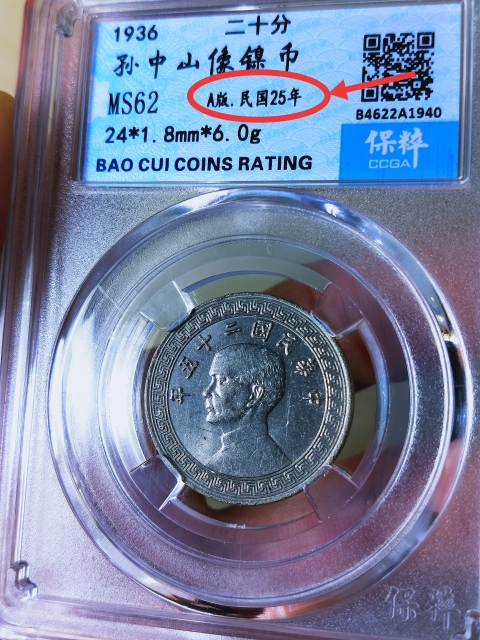 1936 二十分
孙中山像镍币
MS62 A版.民国25年
24*1.8mm*6.0g
BAO CUI COINS RATING
B4622A1940
保粹
CCGA
年五十二國民華中
保粹